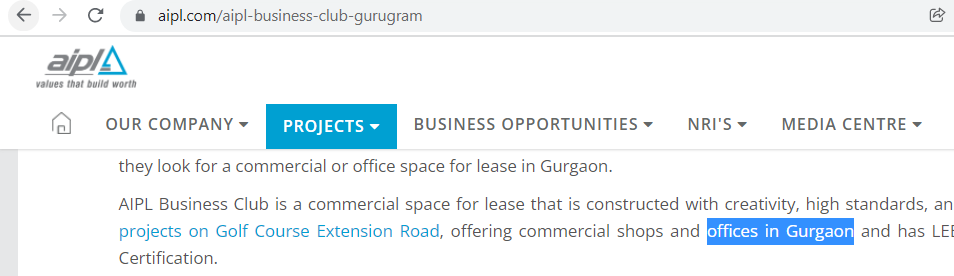 aipl.com/aipl-business-club-gurugram
aipl
values that build worth
OUR COMPANY PROJECTS BUSINESS OPPORTUNITIES NRI'S MEDIA CENTRE
they look for a commercial or office space for lease in Gurgaon.
AIPL Business Club is a commercial space for lease that is constructed with creativity, high standards,
projects on Golf Course Extension Road, offering commercial shops and offices in Gurgaon and has
Certification.